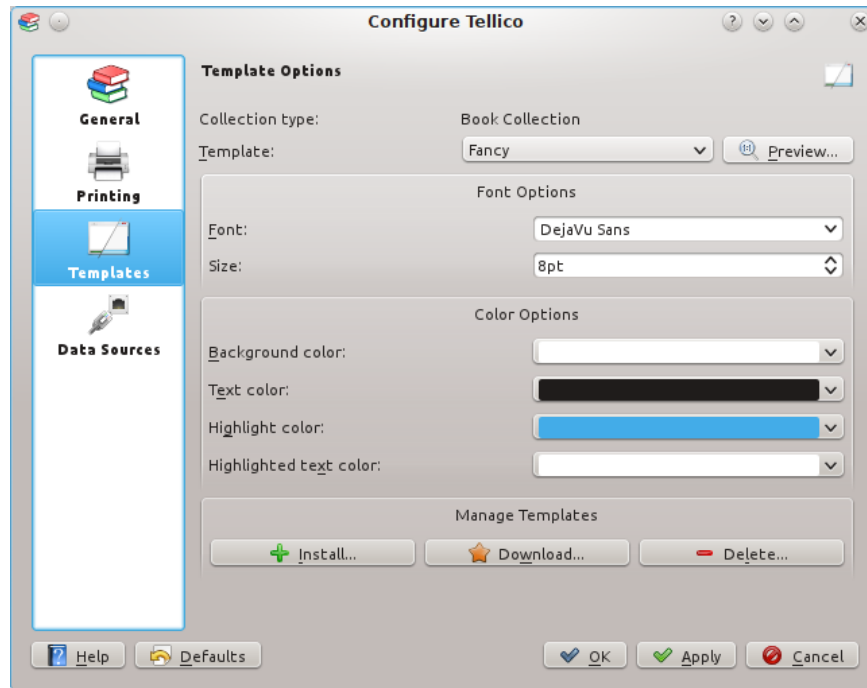 Configure Tellico
General
Printing
Templates
Data Sources
Template Options
Collection type: Book Collection
Template: Fancy Preview...
Font Options
Font: DejaVu Sans
Size: 8pt
Color Options
Background color:
Text color:
Highlight color:
Highlighted text color:
Manage Templates
Install... Download... Delete...
Help Defaults OK Apply Cancel